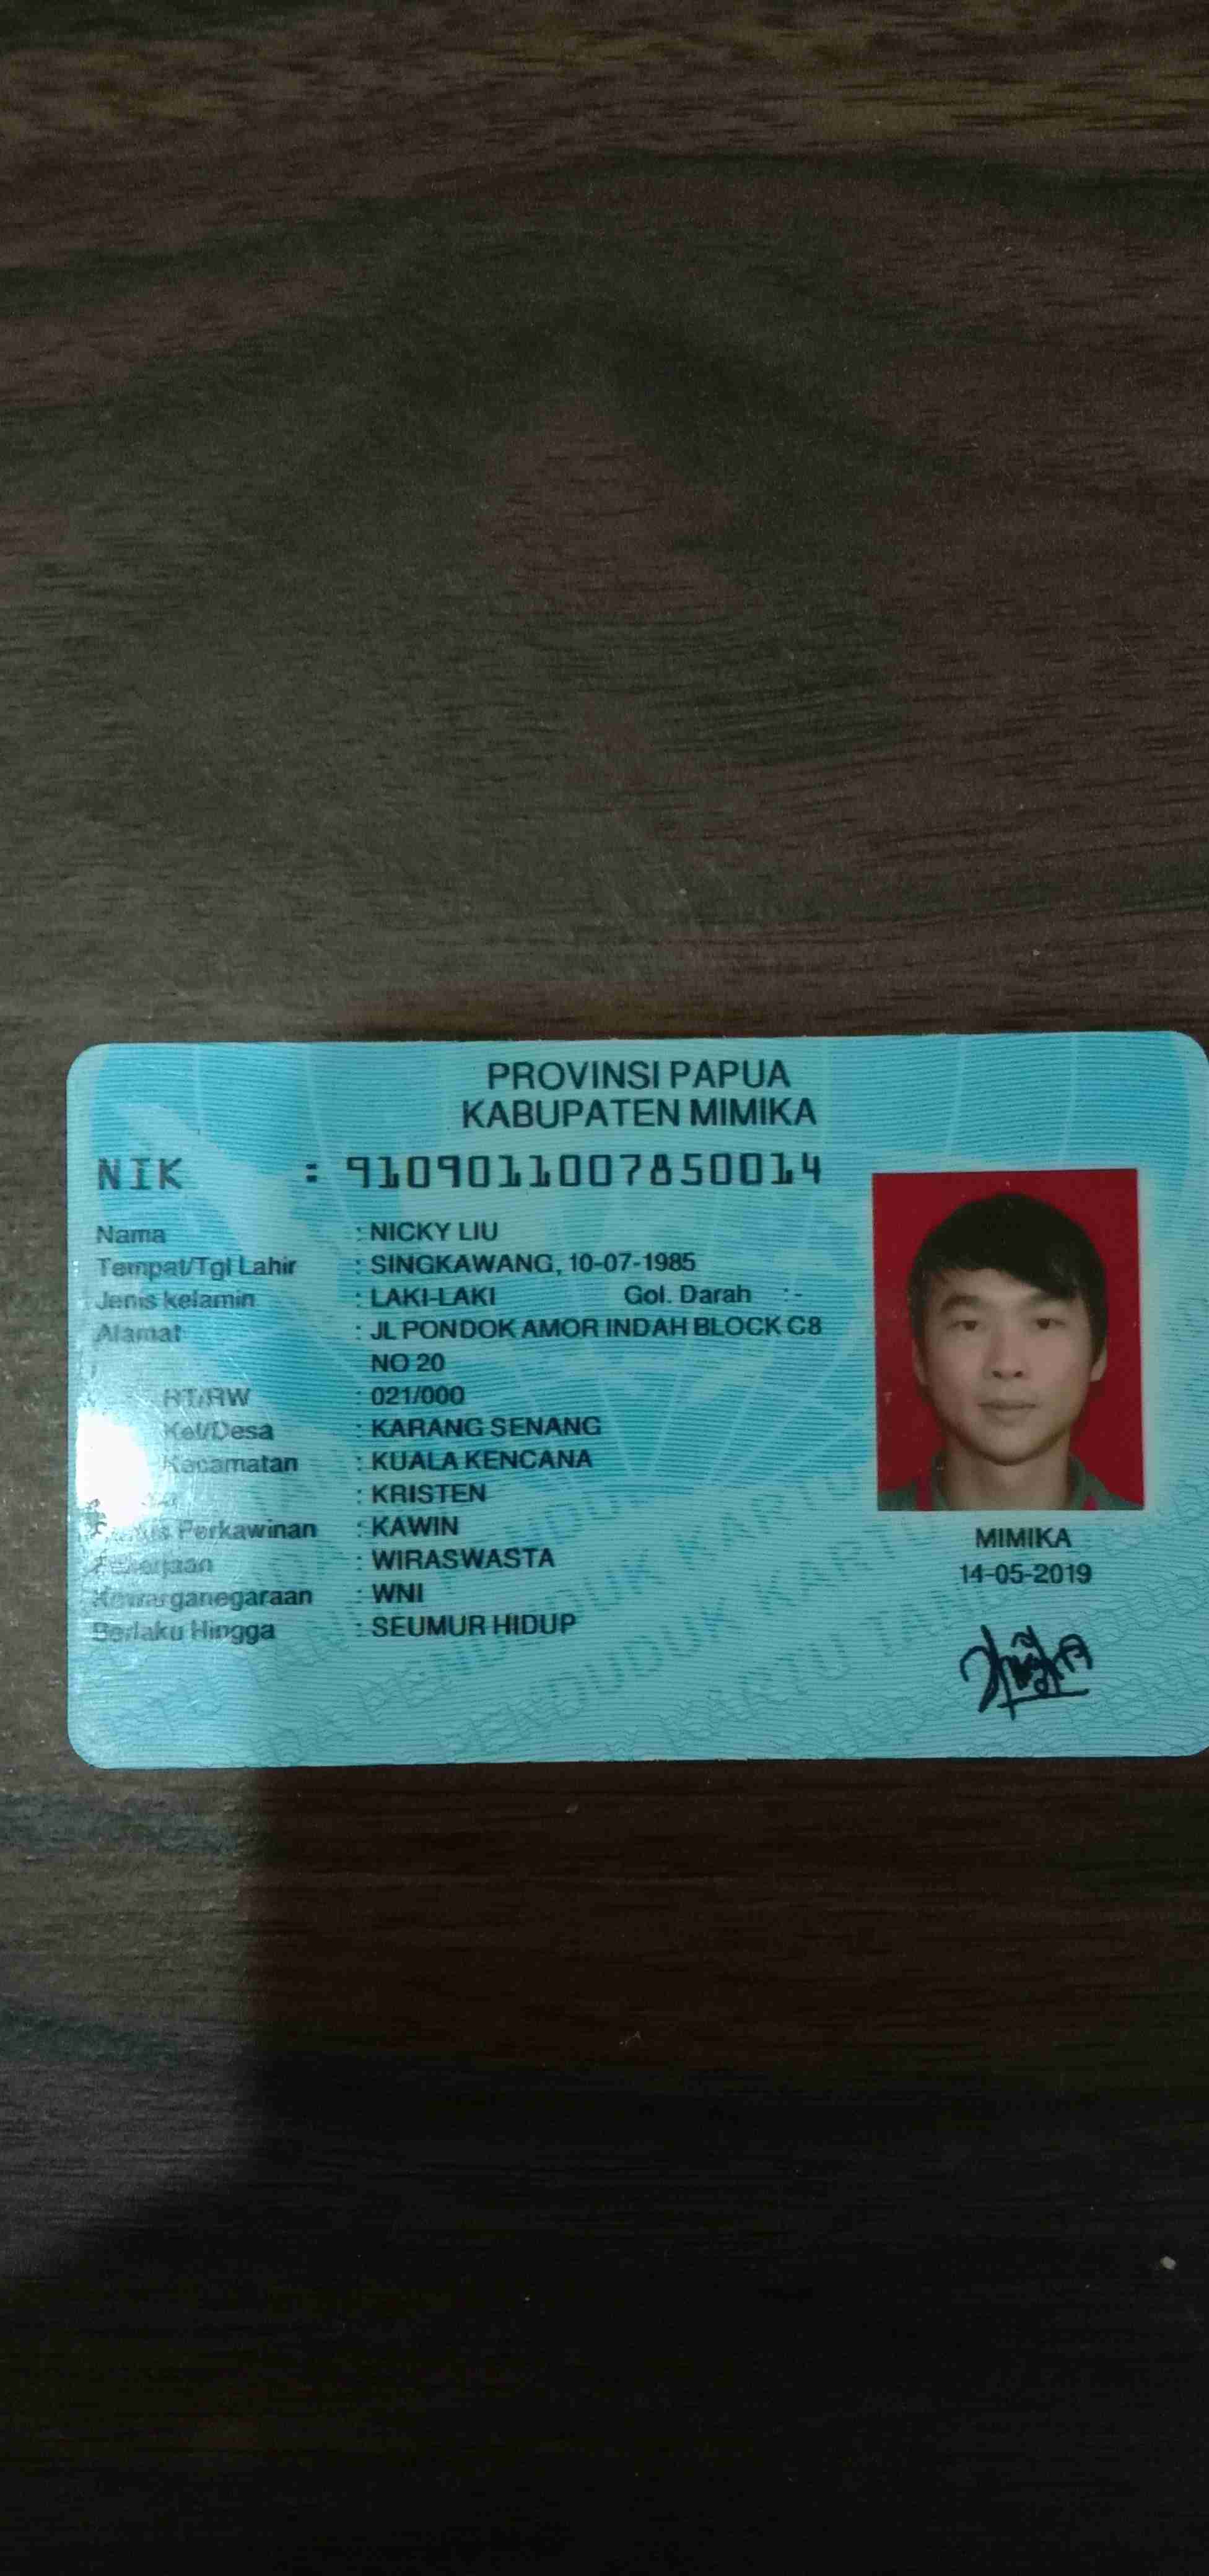 PROVINSI PAPUA
KABUPATEN MIMIKA
NIK : 9109011007850014
Nama : NICKY LIU
Tempat/Tgl Lahir : SINGKAWANG, 10-07-1985
Jenis kelamin : LAKI-LAKI Gol. Darah : -
Alamat : JL PONDOK AMOR INDAH BLOCK C8
NO 20
RT/RW : 021/000
Kel/Desa : KARANG SENANG
Kecamatan : KUALA KENCANA
: KRISTEN
Perkawinan : KAWIN
Pekerjaan : WIRASWASTA
Kewarganegaraan : WNI
Berlaku Hingga : SEUMUR HIDUP
MIMIKA
14-05-2019